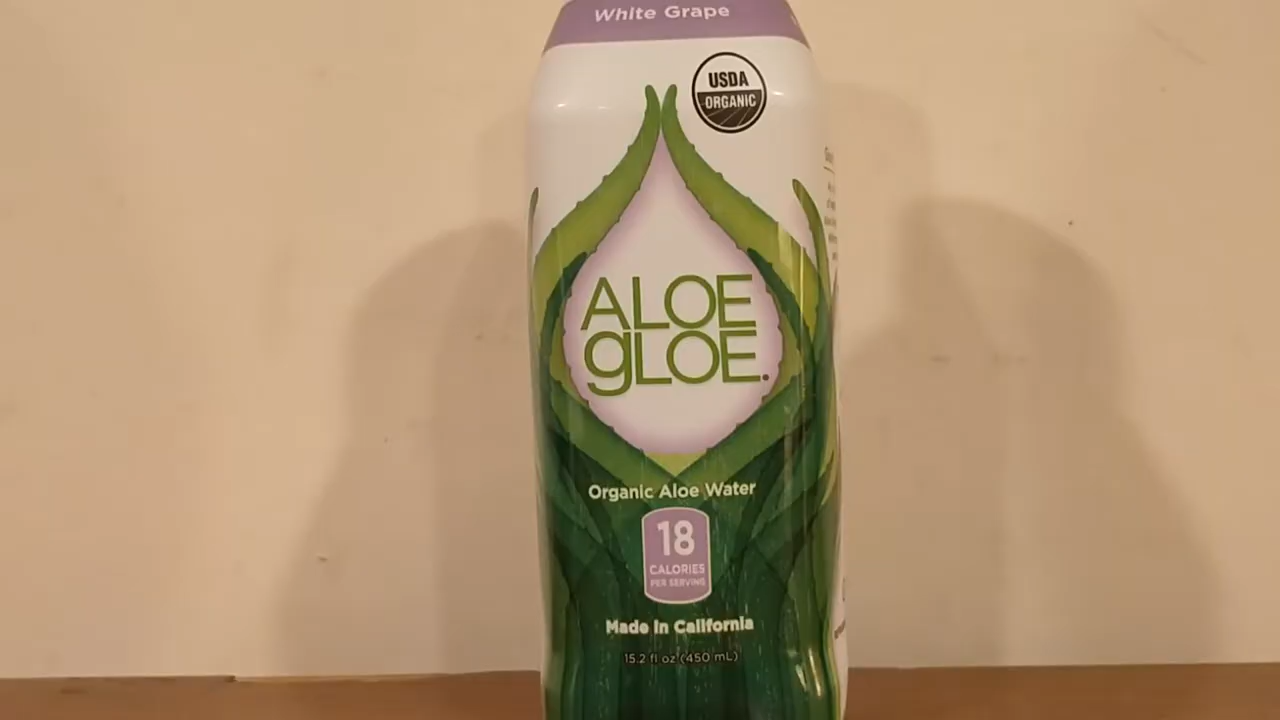 White Grape
USDA
ORGANIC
ALOE
gLOE.
Organic Aloe Water
18
CALORIES
PER SERVING
Made In California
15.2 fl oz (450 mL)